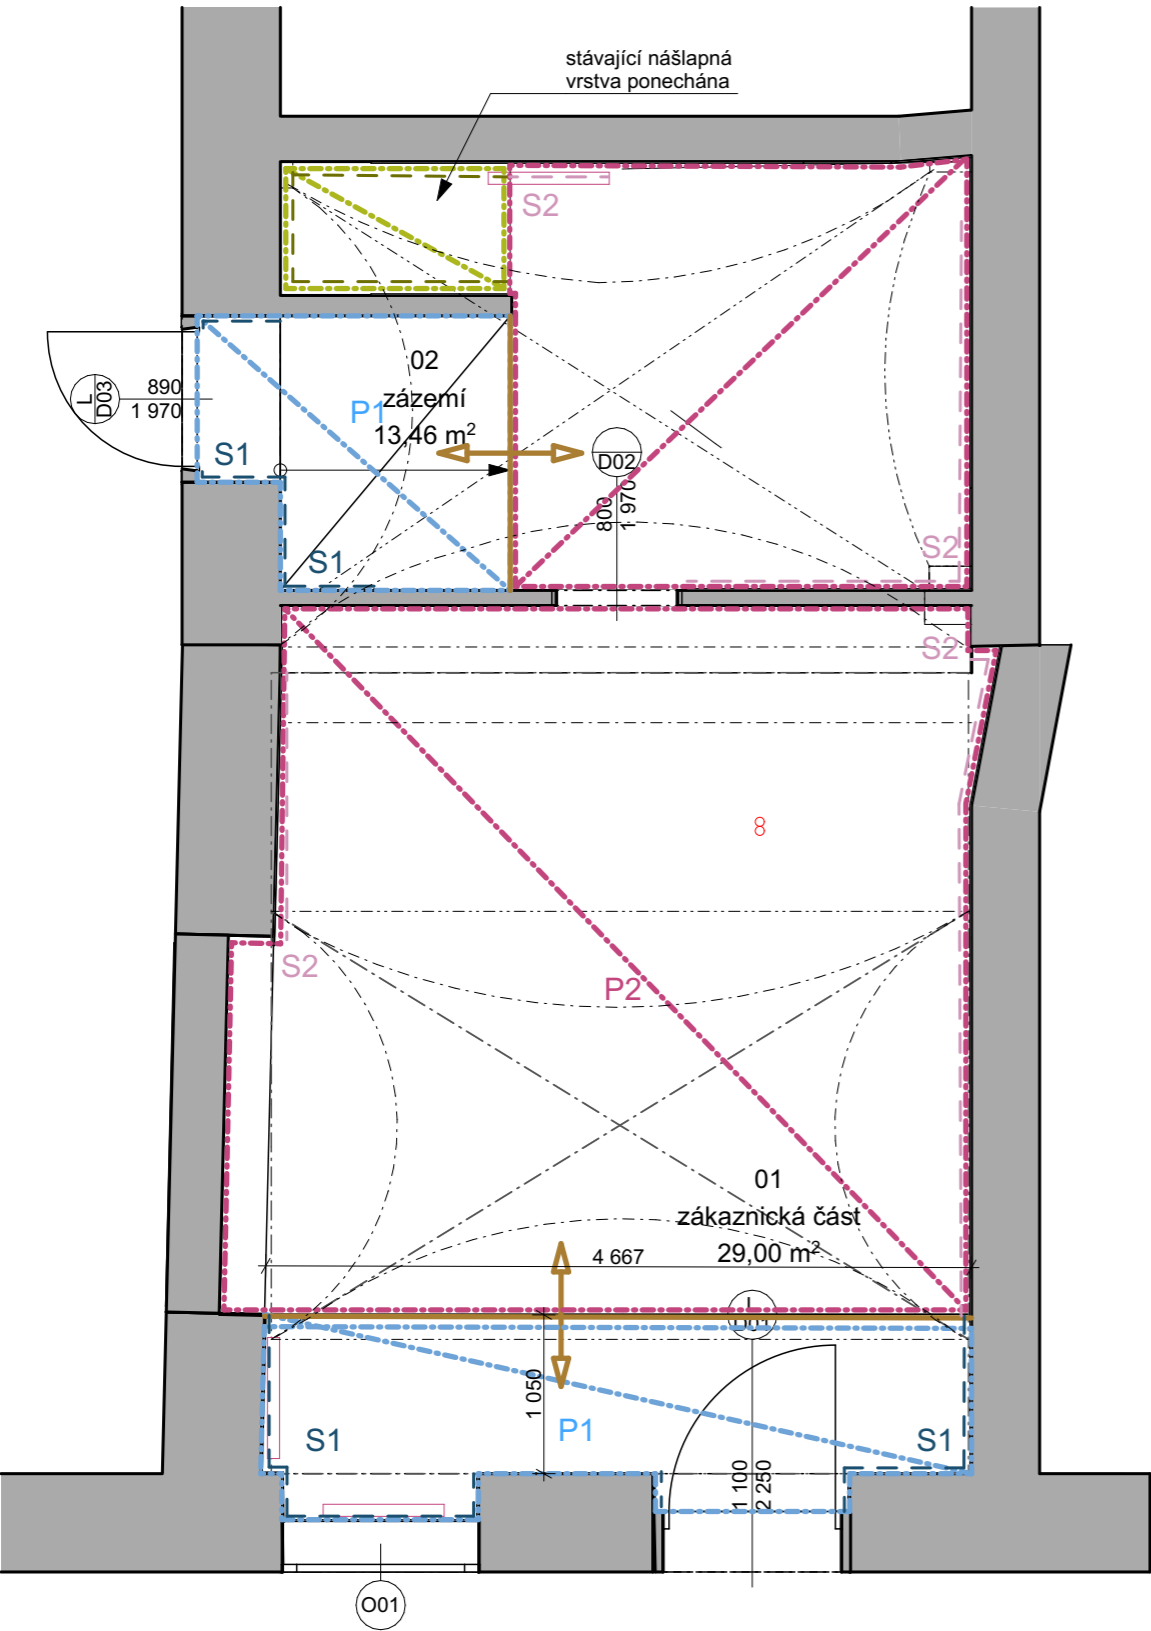 stávající nášlapná
vrstva ponechána
S2
02
zázemí
P1
13,46 m²
L
D03
890
1 970
S1
D02
800
1 970
S1
S2
S2
8
S2
P2
01
zákaznická část
29,00 m²
4 667
L
D01
1 050
S1
P1
S1
1 100
2 250
O01